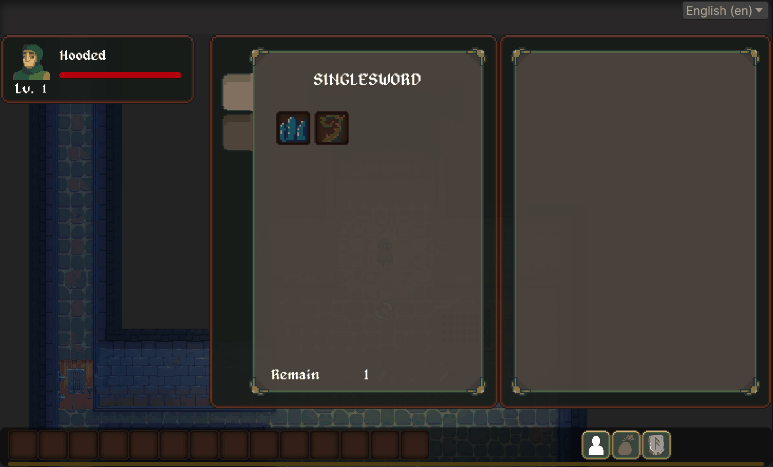 English (en)
Hooded
Lv. 1
SINGLESWORD
Remain 1